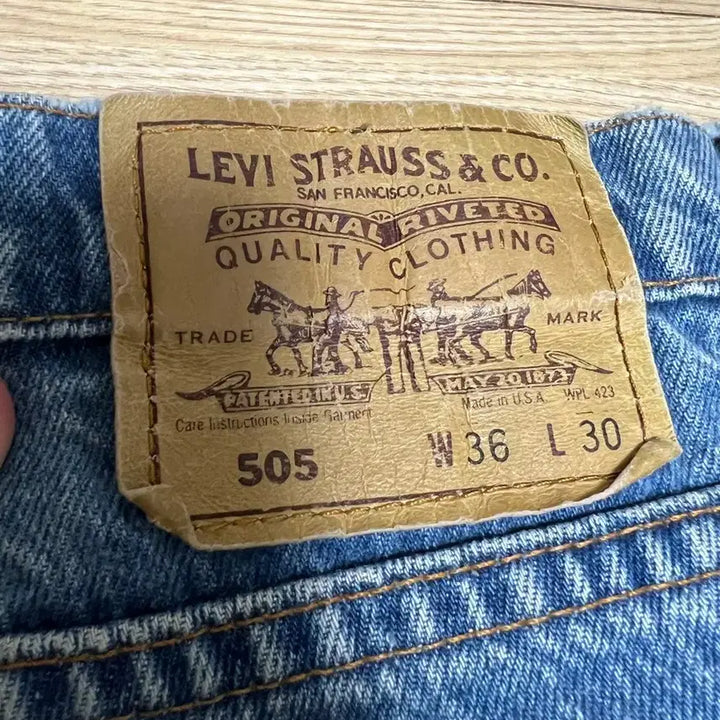 LEVI STRAUSS & CO.
SAN FRANCISCO, CAL.
ORIGINAL RIVETED
QUALITY CLOTHING
TRADE MARK
PATENTED IN U.S. MAY 20 1873
Care Instructions Inside Garment Made in U.S.A. WPL 423
505 W 36 L 30